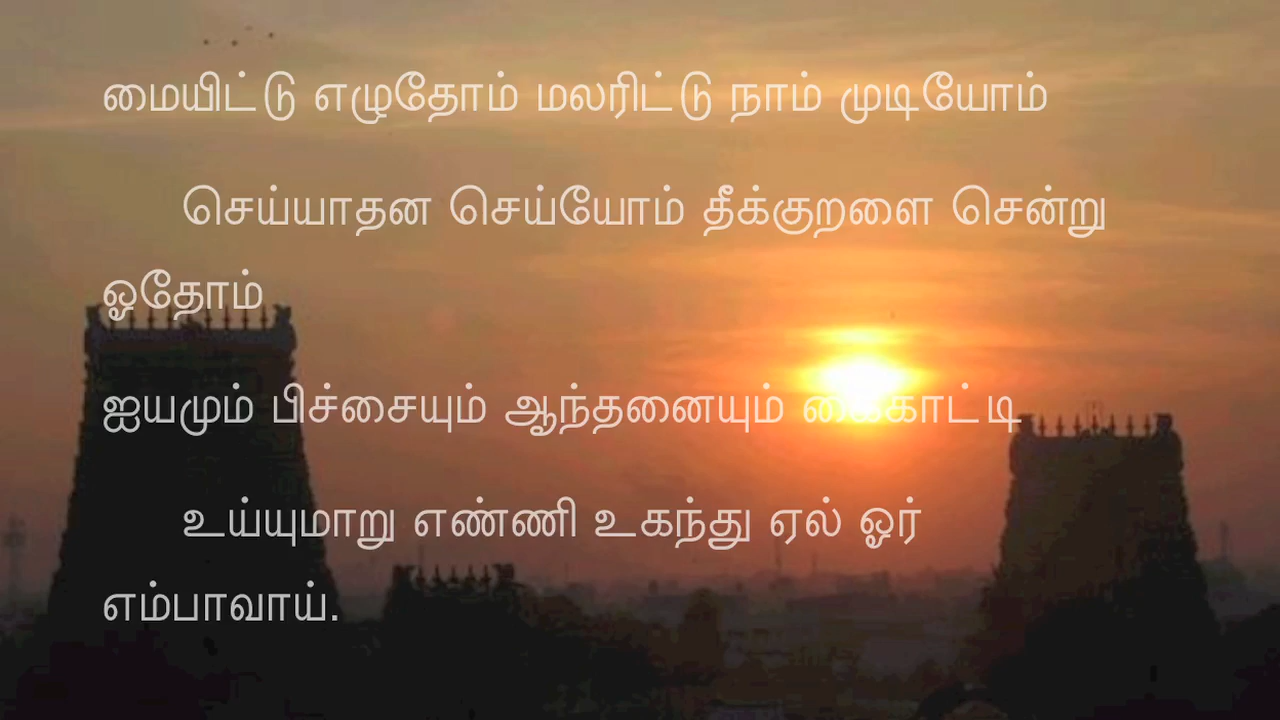 மையிட்டு எழுதோம் மலரிட்டு நாம் முடியோம்
செய்யாதன செய்யோம் தீக்குறளை சென்று
ஓதோம்
ஐயமும் பிச்சையும் ஆந்தனையும் கைகாட்டி
உய்யுமாறு எண்ணி உகந்து ஏல் ஓர்
எம்பாவாய்.